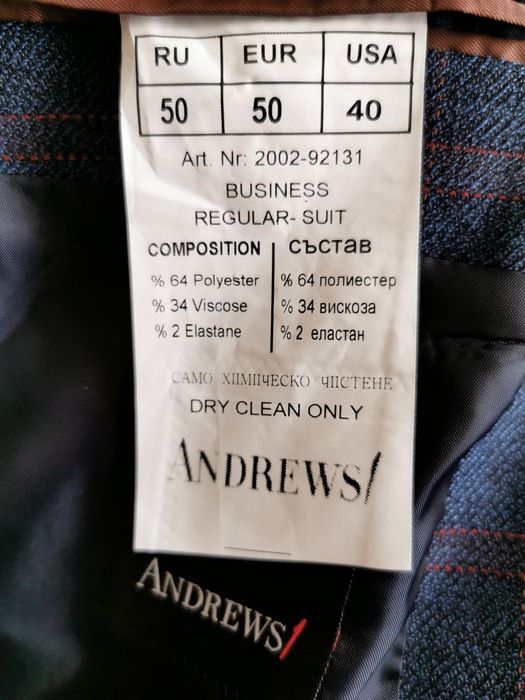 RU EUR USA
50 50 40
Art. Nr: 2002-92131
BUSINESS
REGULAR- SUIT
COMPOSITION
% 64 Polyester
% 34 Viscose
% 2 Elastane
състав
% 64 полиестер
% 34 вискоза
% 2 еластан
САМО ХИМИЧЕСКО ЧИСТЕНЕ
DRY CLEAN ONLY
ANDREWS/
ANDREWS/